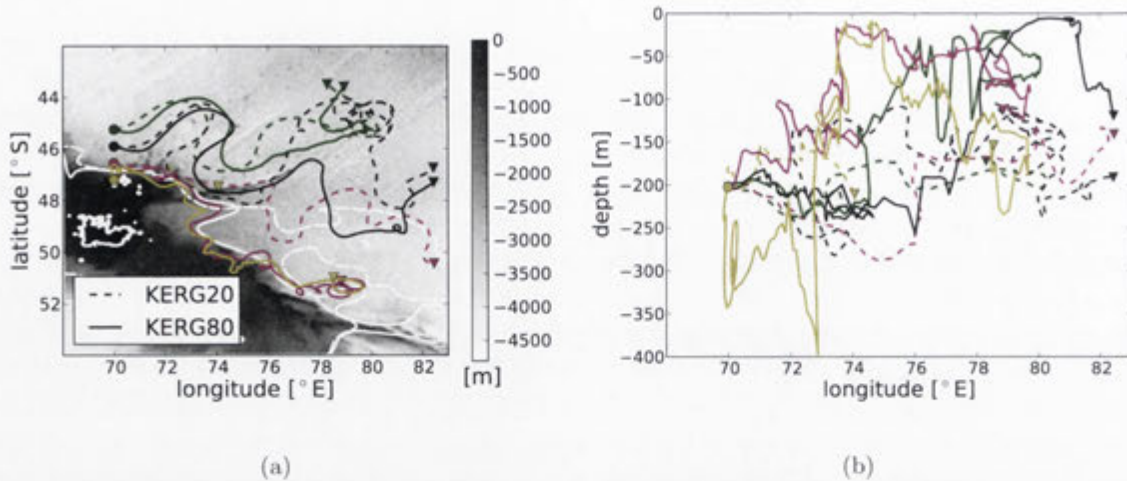 44
46
48
50
52
latitude [°S]
KERG20
KERG80
70 72 74 76 78 80 82
longitude [°E]
0
−500
−1000
−1500
−2000
−2500
−3000
−3500
−4000
−4500
[m]
(a)
0
−50
−100
−150
−200
−250
−300
−350
−400
depth [m]
70 72 74 76 78 80 82
longitude [°E]
(b)